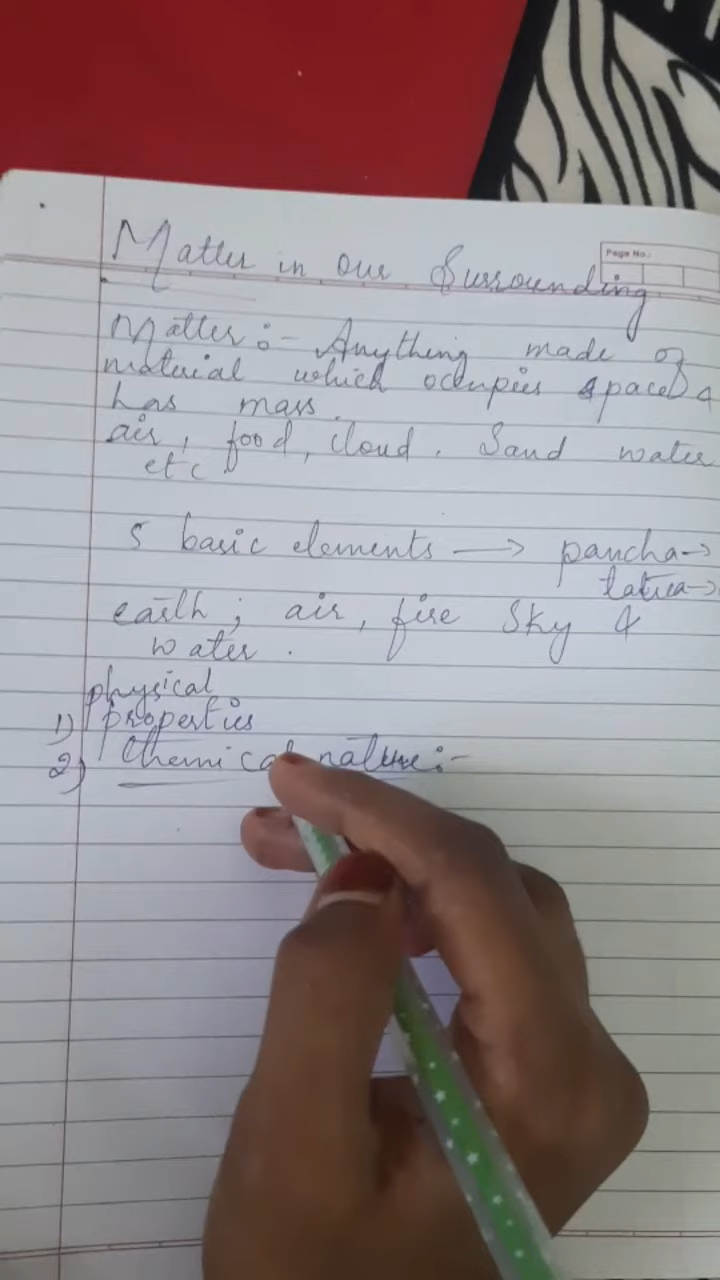 Page No.:
Matter in our Surrounding
Matter :- Anything made of
material which occupies space &
has mass.
air, food, cloud. Sand water
etc
5 basic elements → pancha→
tatva→
earth; air, fire Sky &
water.
physical
1) properties
2) Chemical nature:-